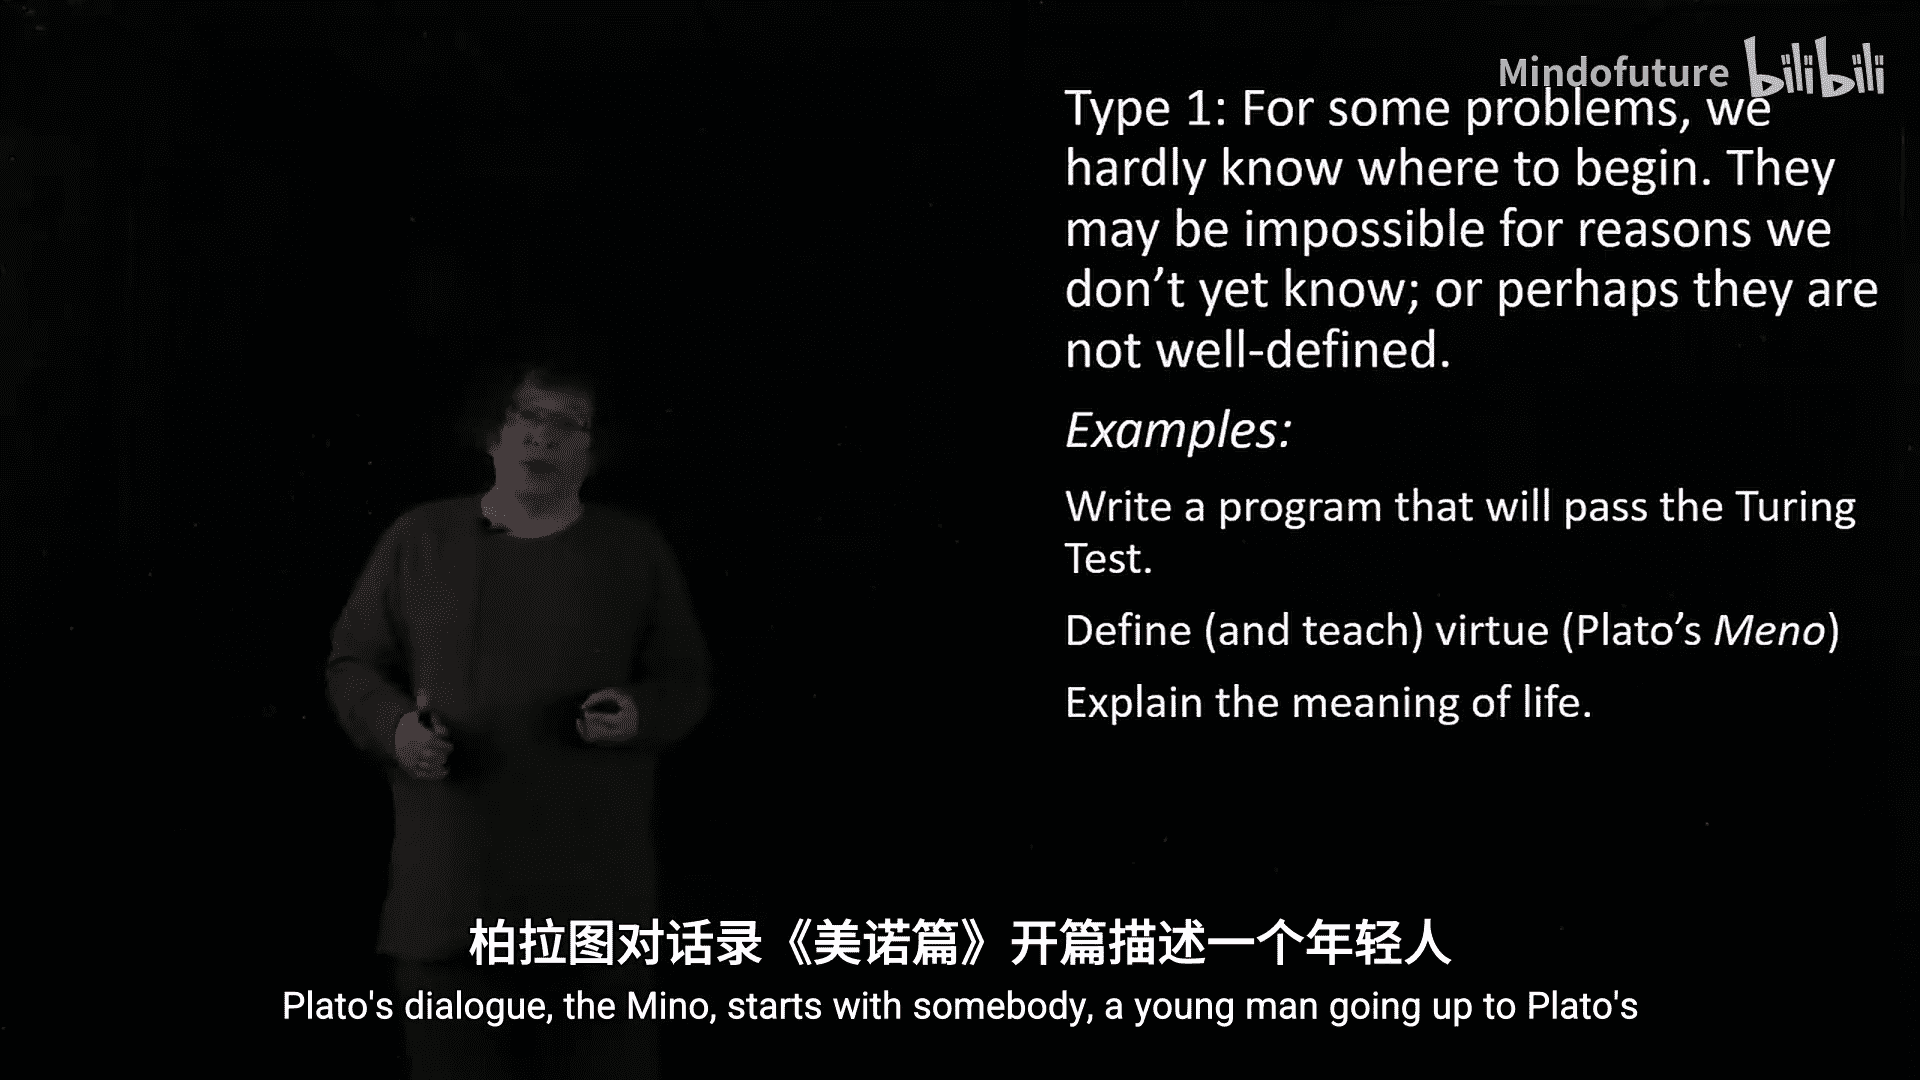 Mindofuture bilibili
Type 1: For some problems, we
hardly know where to begin. They
may be impossible for reasons we
don’t yet know; or perhaps they are
not well-defined.
Examples:
Write a program that will pass the Turing
Test.
Define (and teach) virtue (Plato’s Meno)
Explain the meaning of life.
柏拉图对话录《美诺篇》开篇描述一个年轻人
Plato's dialogue, the Mino, starts with somebody, a young man going up to Plato's